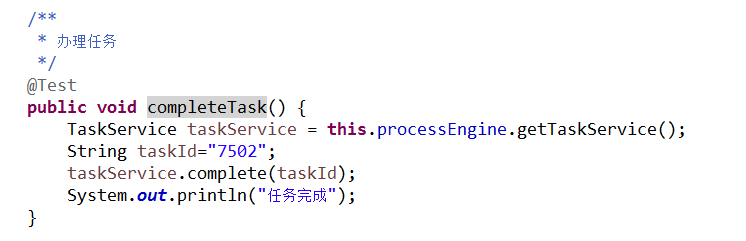 /**
 * 办理任务
 */
@Test
public void completeTask() {
    TaskService taskService = this.processEngine.getTaskService();
    String taskId="7502";
    taskService.complete(taskId);
    System.out.println("任务完成");
}